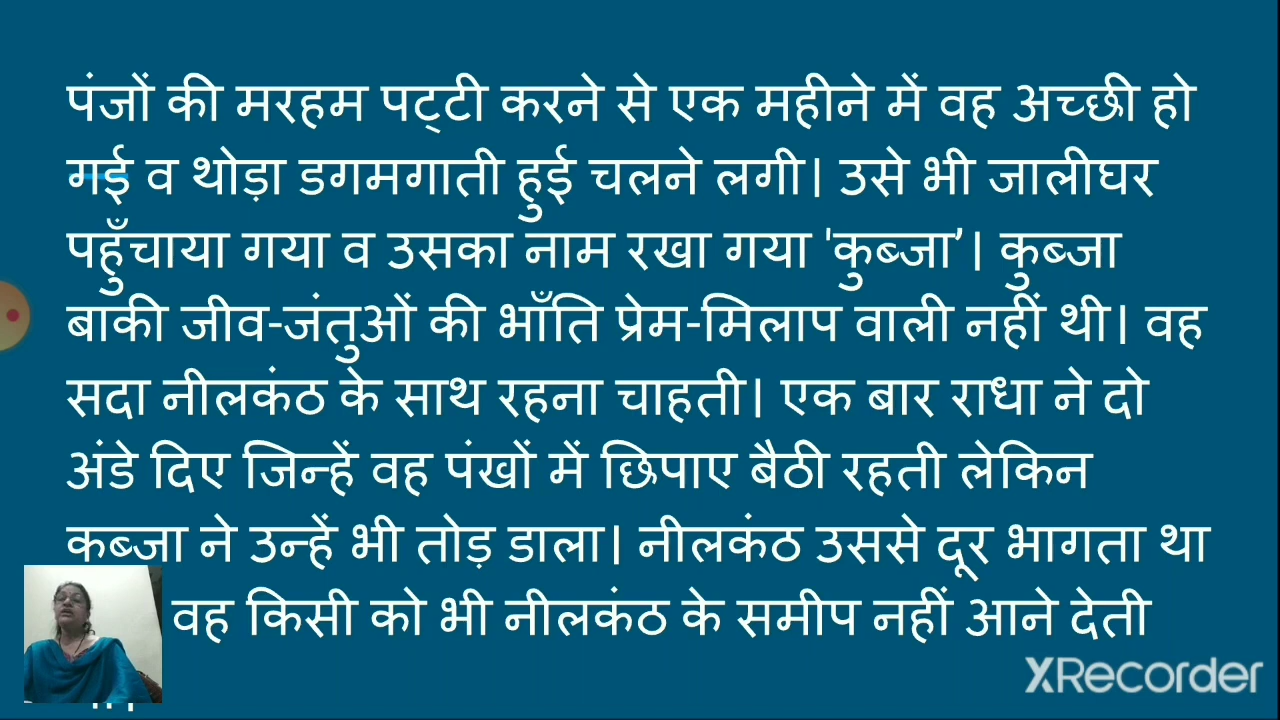 पंजों की मरहम पट्टी करने से एक महीने में वह अच्छी हो
गई व थोड़ा डगमगाती हुई चलने लगी। उसे भी जालीघर
पहुँचाया गया व उसका नाम रखा गया 'कुब्जा’। कुब्जा
बाकी जीव-जंतुओं की भाँति प्रेम-मिलाप वाली नहीं थी। वह
सदा नीलकंठ के साथ रहना चाहती। एक बार राधा ने दो
अंडे दिए जिन्हें वह पंखों में छिपाए बैठी रहती लेकिन
कब्जा ने उन्हें भी तोड़ डाला। नीलकंठ उससे दूर भागता था
वह किसी को भी नीलकंठ के समीप नहीं आने देती
XRecorder